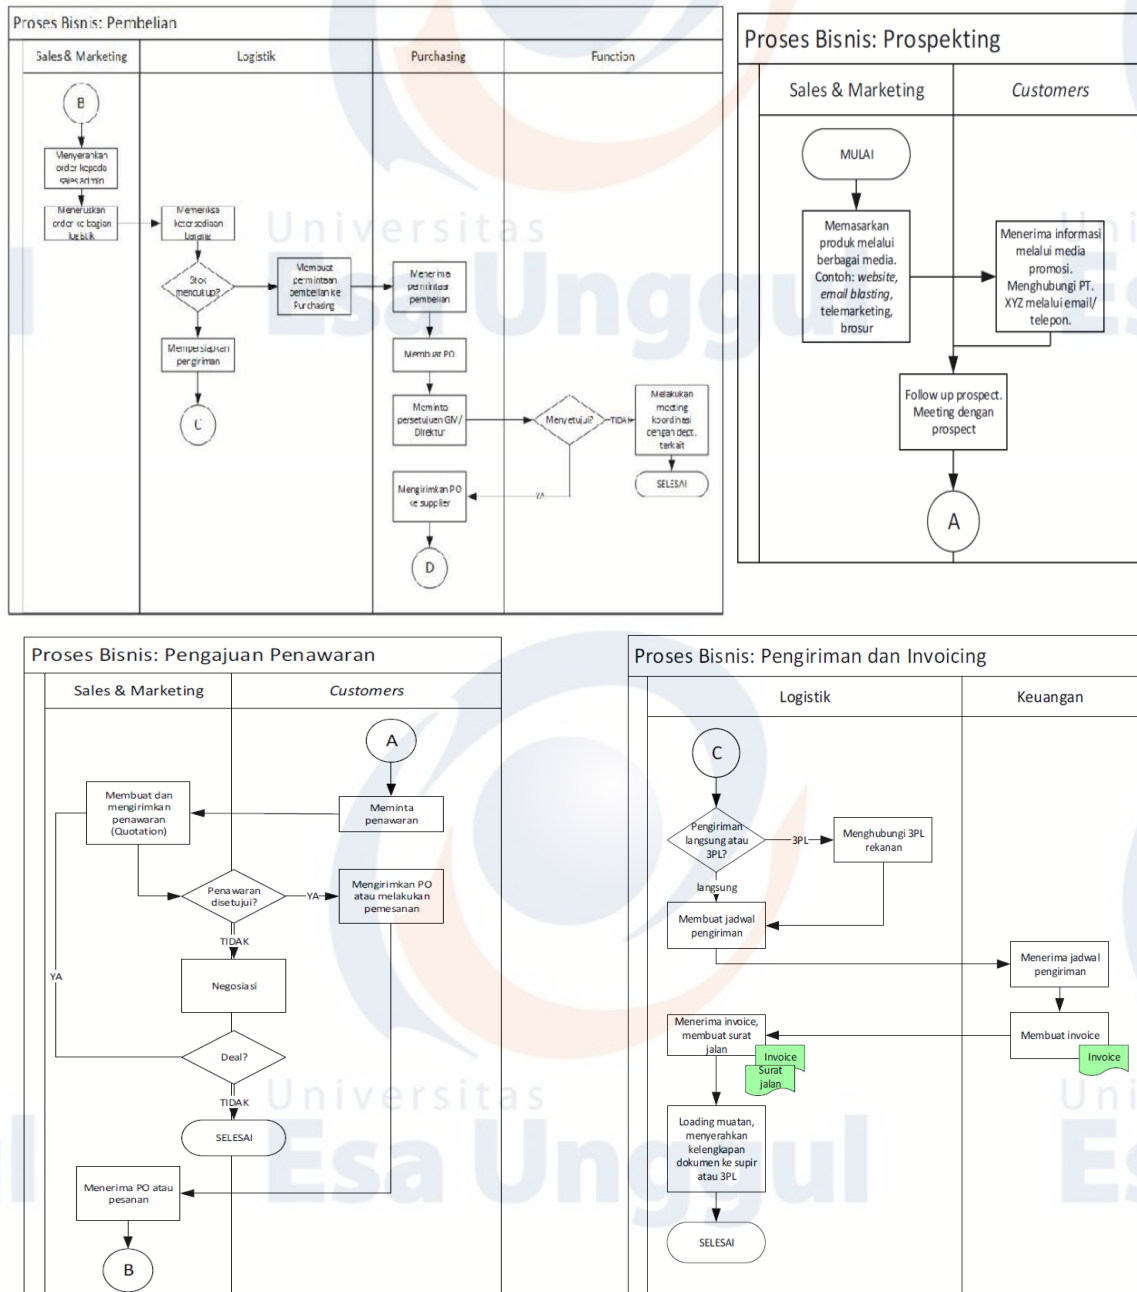 Proses Bisnis: Pembelian
Sales & Marketing
Logistik
Purchasing
Function
B
Menyerahkan
order kepada
sales admin
Meneruskan
order ke bagian
logistik
Memeriksa
ketersediaan
barang
Stok
mencukup?
Membuat
permintaan
pembelian ke
Purchasing
Mempersiapkan
pengiriman
C
Menerima
permintaan
pembelian
Membuat PO
Meminta
persetujuan GM/
Direktur
Menyetujui?
TIDAK
Melakukan
meeting
koordinasi
dengan dept.
terkait
SELESAI
YA
Mengirimkan PO
ke supplier
D
Proses Bisnis: Prospekting
Sales & Marketing
Customers
MULAI
Memasarkan
produk melalui
berbagai media.
Contoh: website,
email blasting,
telemarketing,
brosur
Menerima informasi
melalui media
promosi.
Menghubungi PT.
XYZ melalui email/
telepon.
Follow up prospect.
Meeting dengan
prospect
A
Proses Bisnis: Pengajuan Penawaran
Sales & Marketing
Customers
A
Meminta
penawaran
Membuat dan
mengirimkan
penawaran
(Quotation)
Penawaran
disetujui?
YA
Mengirimkan PO
atau melakukan
pemesanan
TIDAK
Negosiasi
YA
Deal?
TIDAK
SELESAI
Menerima PO atau
pesanan
B
Proses Bisnis: Pengiriman dan Invoicing
Logistik
Keuangan
C
Pengiriman
langsung atau
3PL?
3PL
Menghubungi 3PL
rekanan
langsung
Membuat jadwal
pengiriman
Menerima jadwal
pengiriman
Membuat invoice
Invoice
Menerima invoice,
membuat surat
jalan
Invoice
Surat
jalan
Loading muatan,
menyerahkan
kelengkapan
dokumen ke supir
atau 3PL
SELESAI
Universitas
Esa Unggul
Universitas
Esa Unggul